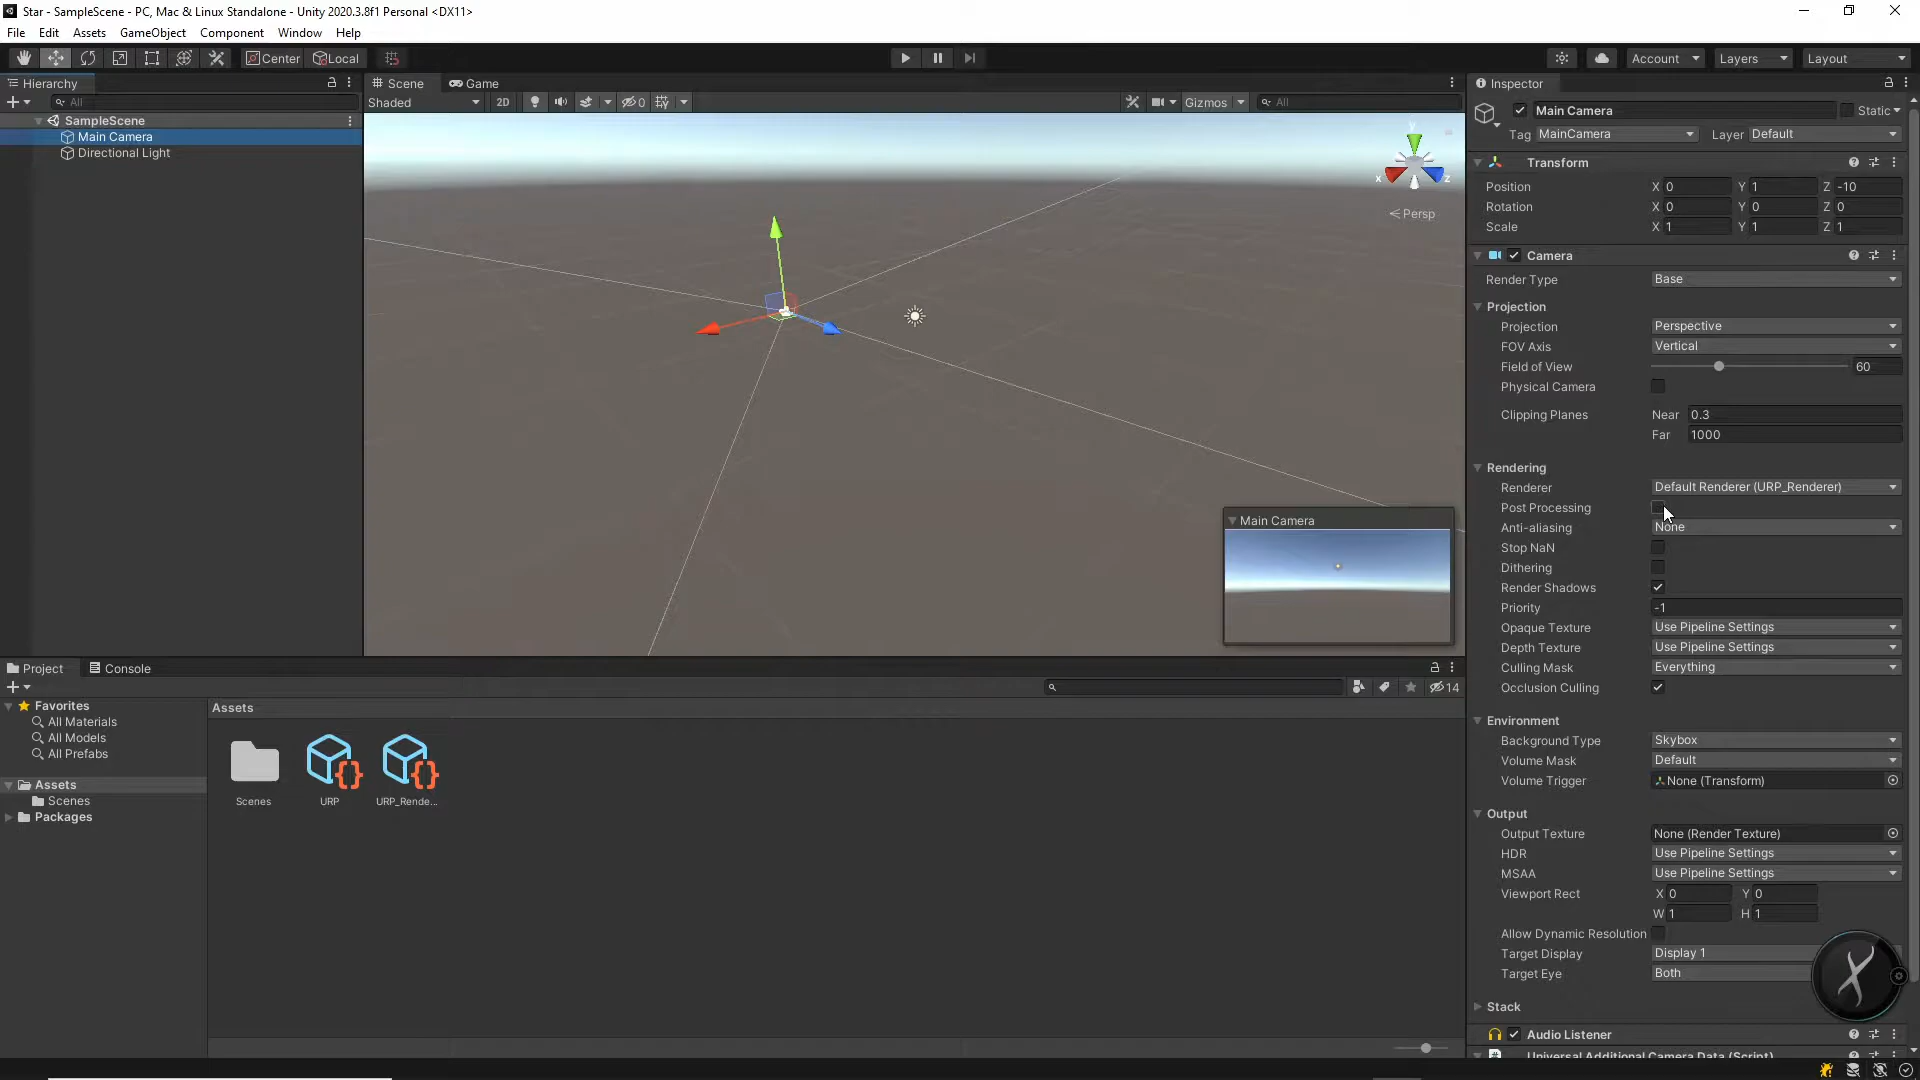 Star - SampleScene - PC, Mac & Linux Standalone - Unity 2020.3.8f1 Personal <DX11>
File Edit Assets GameObject Component Window Help
Center Local Account Layers Layout
Hierarchy
All
SampleScene
Main Camera
Directional Light
Scene Game
Shaded 2D 0 Gizmos All
y
x z
< Persp
Main Camera
Inspector
Main Camera Static
Tag MainCamera Layer Default
Transform
Position X 0 Y 1 Z -10
Rotation X 0 Y 0 Z 0
Scale X 1 Y 1 Z 1
Camera
Render Type Base
Projection
Projection Perspective
FOV Axis Vertical
Field of View 60
Physical Camera
Clipping Planes Near 0.3
Far 1000
Rendering
Renderer Default Renderer (URP_Renderer)
Post Processing
Anti-aliasing None
Stop NaN
Dithering
Render Shadows
Priority -1
Opaque Texture Use Pipeline Settings
Depth Texture Use Pipeline Settings
Culling Mask Everything
Occlusion Culling
Environment
Background Type Skybox
Volume Mask Default
Volume Trigger None (Transform)
Output
Output Texture None (Render Texture)
HDR Use Pipeline Settings
MSAA Use Pipeline Settings
Viewport Rect X 0 Y 0
W 1 H 1
Allow Dynamic Resolution
Target Display Display 1
Target Eye Both
Stack
Audio Listener
Universal Additional Camera Data (Script)
Project Console
14
Favorites
All Materials
All Models
All Prefabs
Assets
Scenes
Packages
Assets
Scenes URP URP_Rende...